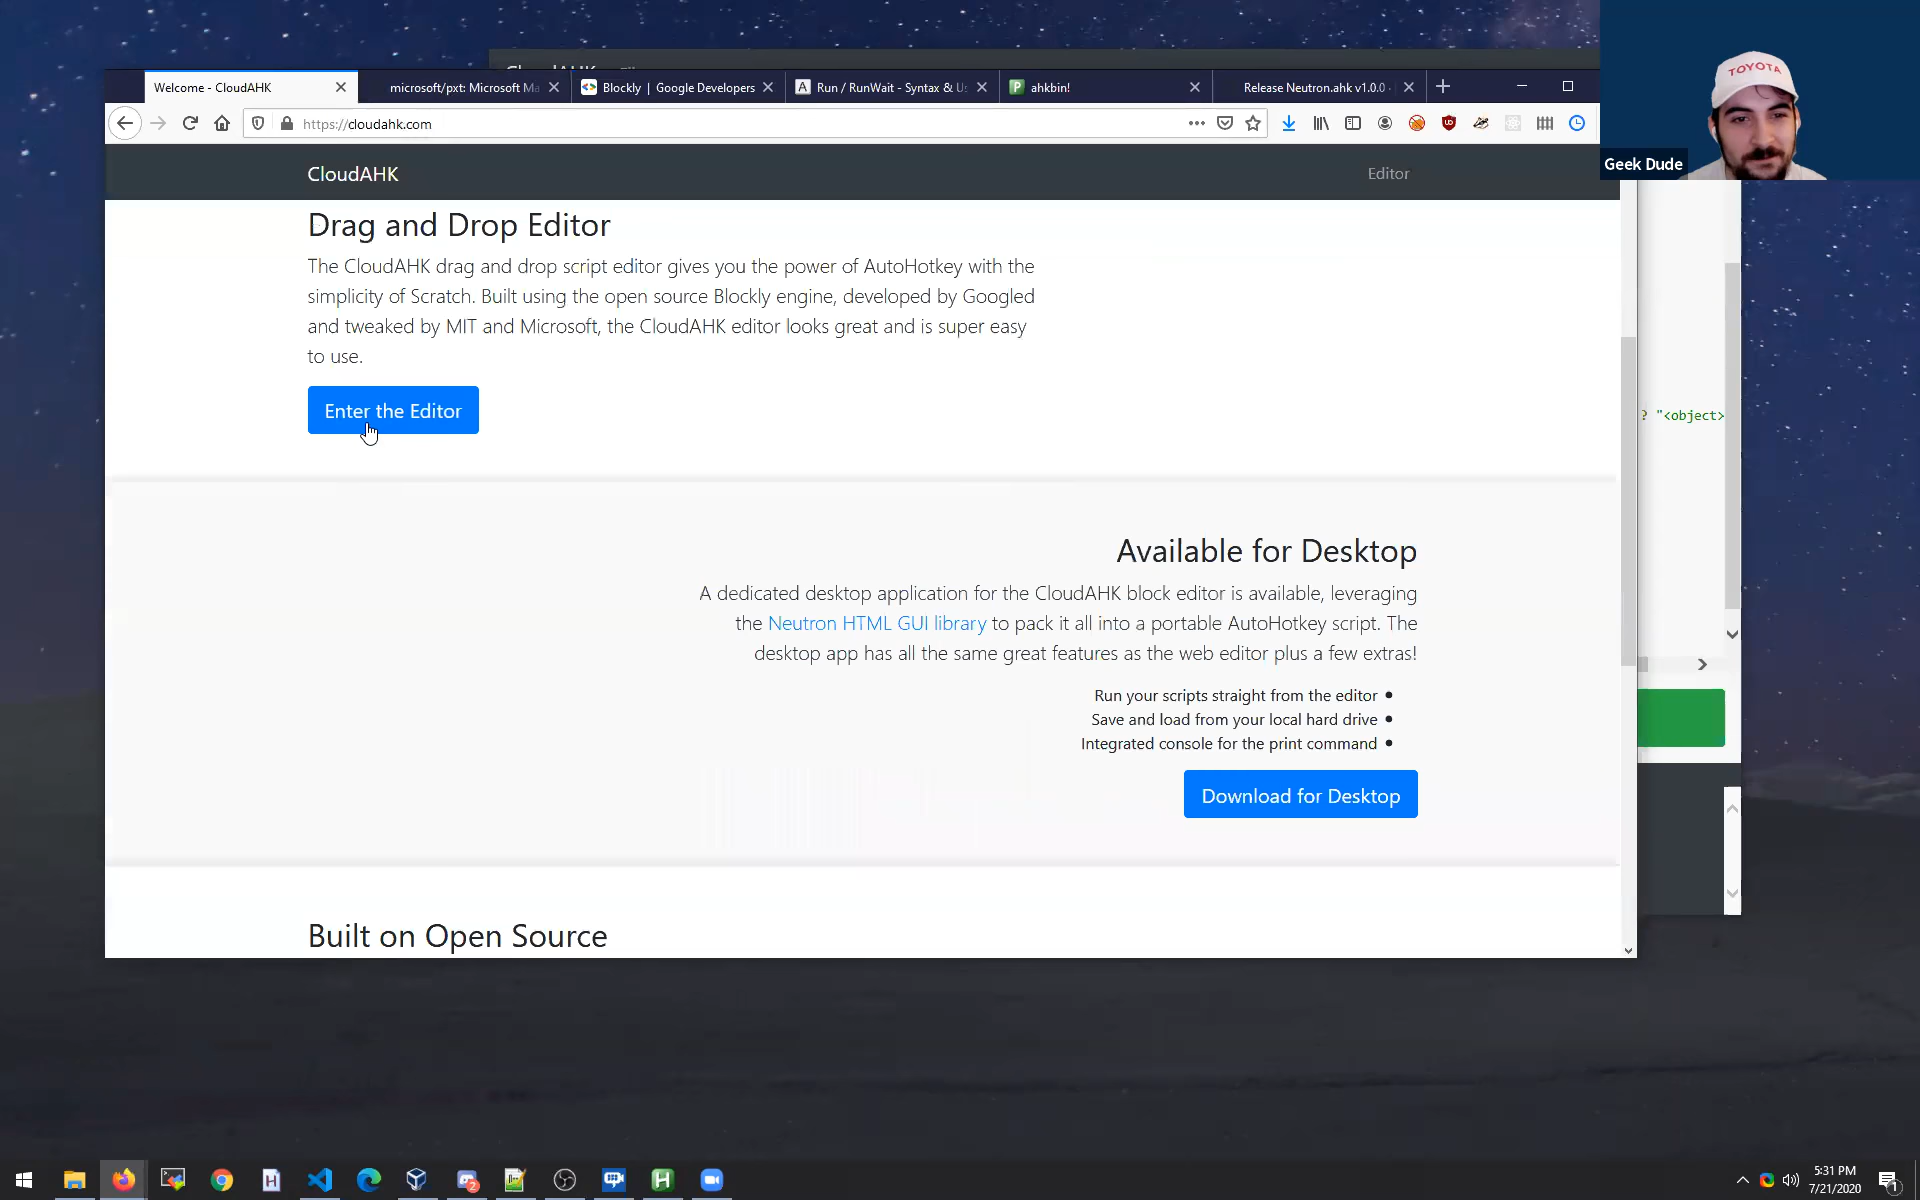 Welcome - CloudAHK
microsoft/pxt: Microsoft Ma
Blockly | Google Developers
Run / RunWait - Syntax & U
ahkbin!
Release Neutron.ahk v1.0.0 ·
https://cloudahk.com
TOYOTA
Geek Dude
CloudAHK
Editor
Drag and Drop Editor
The CloudAHK drag and drop script editor gives you the power of AutoHotkey with the
simplicity of Scratch. Built using the open source Blockly engine, developed by Googled
and tweaked by MIT and Microsoft, the CloudAHK editor looks great and is super easy
to use.
Enter the Editor
? "<object>
Available for Desktop
A dedicated desktop application for the CloudAHK block editor is available, leveraging
the Neutron HTML GUI library to pack it all into a portable AutoHotkey script. The
desktop app has all the same great features as the web editor plus a few extras!
Run your scripts straight from the editor •
Save and load from your local hard drive •
Integrated console for the print command •
Download for Desktop
Built on Open Source
5:31 PM
7/21/2020